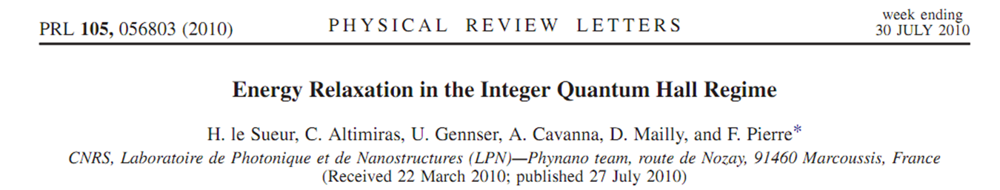 PRL 105, 056803 (2010)
PHYSICAL REVIEW LETTERS
week ending
30 JULY 2010
Energy Relaxation in the Integer Quantum Hall Regime
H. le Sueur, C. Altimiras, U. Gennser, A. Cavanna, D. Mailly, and F. Pierre*
CNRS, Laboratoire de Photonique et de Nanostructures (LPN)—Phynano team, route de Nozay, 91460 Marcoussis, France
(Received 22 March 2010; published 27 July 2010)